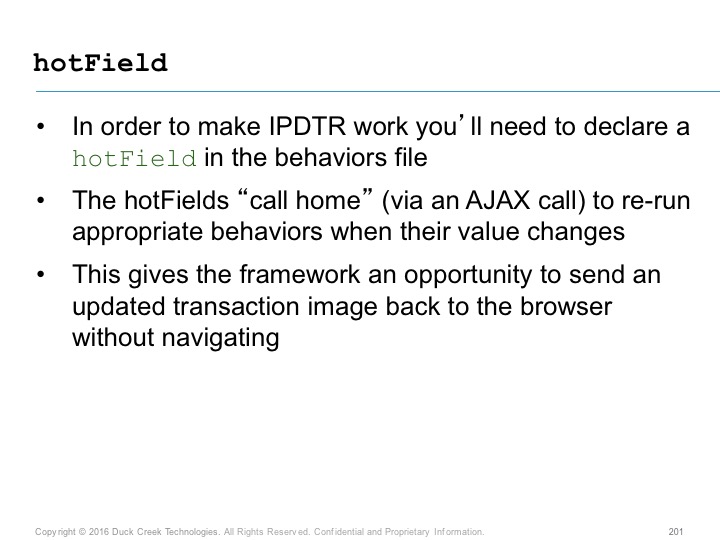 hotField
• In order to make IPDTR work you’ll need to declare a
hotField in the behaviors file
• The hotFields “call home” (via an AJAX call) to re-run
appropriate behaviors when their value changes
• This gives the framework an opportunity to send an
updated transaction image back to the browser
without navigating
Copyright © 2016 Duck Creek Technologies. All Rights Reserved. Confidential and Proprietary Information. 201